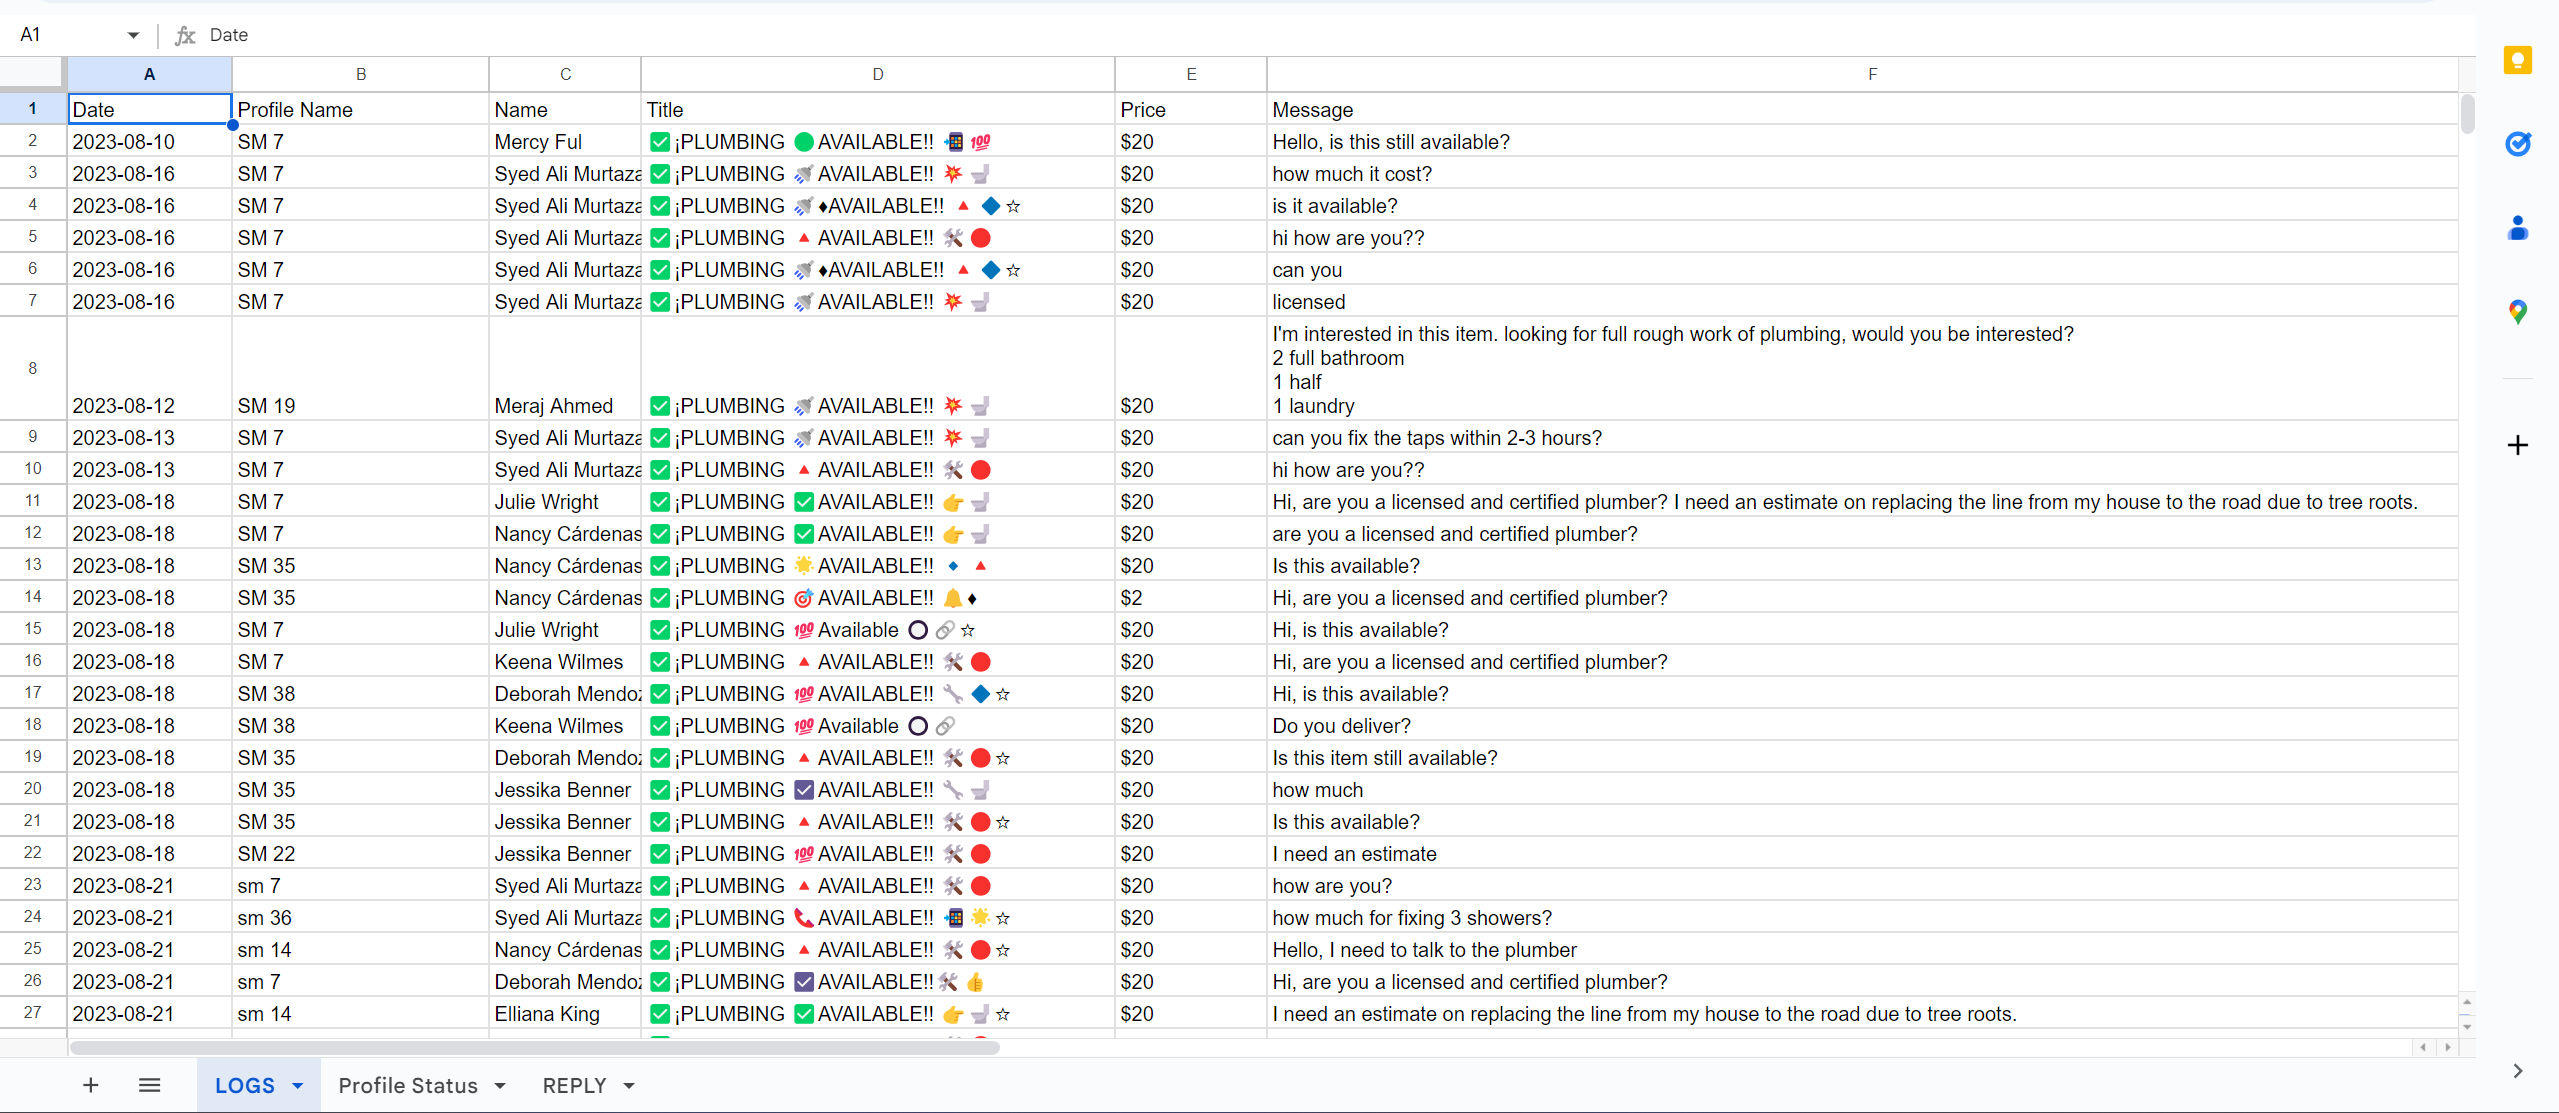 A1 fx Date
A B C D E F
1 Date Profile Name Name Title Price Message
2 2023-08-10 SM 7 Mercy Ful ✅ ¡PLUMBING 🟢AVAILABLE!! 📲 💯 $20 Hello, is this still available?
3 2023-08-16 SM 7 Syed Ali Murtaza ✅ ¡PLUMBING 🚿AVAILABLE!! 💥 🚽 $20 how much it cost?
4 2023-08-16 SM 7 Syed Ali Murtaza ✅ ¡PLUMBING 🚿♦AVAILABLE!! 🔺 🔷 ☆ $20 is it available?
5 2023-08-16 SM 7 Syed Ali Murtaza ✅ ¡PLUMBING 🔺AVAILABLE!! 🛠 🔴 $20 hi how are you??
6 2023-08-16 SM 7 Syed Ali Murtaza ✅ ¡PLUMBING 🚿♦AVAILABLE!! 🔺 🔷 ☆ $20 can you
7 2023-08-16 SM 7 Syed Ali Murtaza ✅ ¡PLUMBING 🚿AVAILABLE!! 💥 🚽 $20 licensed
I'm interested in this item. looking for full rough work of plumbing, would you be interested?
2 full bathroom
1 half
8 2023-08-12 SM 19 Meraj Ahmed ✅ ¡PLUMBING 🚿AVAILABLE!! 💥 🚽 $20 1 laundry
9 2023-08-13 SM 7 Syed Ali Murtaza ✅ ¡PLUMBING 🚿AVAILABLE!! 💥 🚽 $20 can you fix the taps within 2-3 hours?
10 2023-08-13 SM 7 Syed Ali Murtaza ✅ ¡PLUMBING 🔺AVAILABLE!! 🛠 🔴 $20 hi how are you??
11 2023-08-18 SM 7 Julie Wright ✅ ¡PLUMBING ✅AVAILABLE!! 👉 🚽 $20 Hi, are you a licensed and certified plumber? I need an estimate on replacing the line from my house to the road due to tree roots.
12 2023-08-18 SM 7 Nancy Cárdenas ✅ ¡PLUMBING ✅AVAILABLE!! 👉 🚽 $20 are you a licensed and certified plumber?
13 2023-08-18 SM 35 Nancy Cárdenas ✅ ¡PLUMBING 🌟AVAILABLE!! 🔹 🔺 $20 Is this available?
14 2023-08-18 SM 35 Nancy Cárdenas ✅ ¡PLUMBING 🎯AVAILABLE!! 🔔♦ $2 Hi, are you a licensed and certified plumber?
15 2023-08-18 SM 7 Julie Wright ✅ ¡PLUMBING 💯Available ⭕ 🔗☆ $20 Hi, is this available?
16 2023-08-18 SM 7 Keena Wilmes ✅ ¡PLUMBING 🔺AVAILABLE!! 🛠 🔴 $20 Hi, are you a licensed and certified plumber?
17 2023-08-18 SM 38 Deborah Mendoz ✅ ¡PLUMBING 💯AVAILABLE!! 🔧 🔷 ☆ $20 Hi, is this available?
18 2023-08-18 SM 38 Keena Wilmes ✅ ¡PLUMBING 💯Available ⭕ 🔗 $20 Do you deliver?
19 2023-08-18 SM 35 Deborah Mendoz ✅ ¡PLUMBING 🔺AVAILABLE!! 🛠 🔴 ☆ $20 Is this item still available?
20 2023-08-18 SM 35 Jessika Benner ✅ ¡PLUMBING ☑AVAILABLE!! 🔧 🚽 $20 how much
21 2023-08-18 SM 35 Jessika Benner ✅ ¡PLUMBING 🔺AVAILABLE!! 🛠 🔴 ☆ $20 Is this available?
22 2023-08-18 SM 22 Jessika Benner ✅ ¡PLUMBING 💯AVAILABLE!! 🛠 🔴 $20 I need an estimate
23 2023-08-21 sm 7 Syed Ali Murtaza ✅ ¡PLUMBING 🔺AVAILABLE!! 🛠 🔴 $20 how are you?
24 2023-08-21 sm 36 Syed Ali Murtaza ✅ ¡PLUMBING 📞AVAILABLE!! 📲 🌟 ☆ $20 how much for fixing 3 showers?
25 2023-08-21 sm 14 Nancy Cárdenas ✅ ¡PLUMBING 🔺AVAILABLE!! 🛠 🔴 ☆ $20 Hello, I need to talk to the plumber
26 2023-08-21 sm 7 Deborah Mendoz ✅ ¡PLUMBING ☑AVAILABLE!!🛠 👍 $20 Hi, are you a licensed and certified plumber?
27 2023-08-21 sm 14 Elliana King ✅ ¡PLUMBING ✅AVAILABLE!! 👉 🚽 ☆ $20 I need an estimate on replacing the line from my house to the road due to tree roots.
LOGS Profile Status REPLY